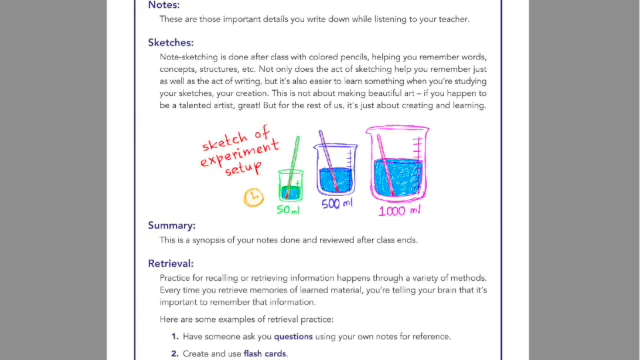 Notes:
These are those important details you write down while listening to your teacher.
Sketches:
Note-sketching is done after class with colored pencils, helping you remember words,
concepts, structures, etc. Not only does the act of sketching help you remember just
as well as the act of writing, but it's also easier to learn something when you're studying
your sketches, your creation. This is not about making beautiful art – if you happen to
be a talented artist, great! But for the rest of us, it's just about creating and learning.
sketch of
experiment
setup
1.
50 ml
500 ml
1000 ml
Summary:
This is a synopsis of your notes done and reviewed after class ends.
Retrieval:
Practice for recalling or retrieving information happens through a variety of methods.
Every time you retrieve memories of learned material, you're telling your brain that it's
important to remember that information.
Here are some examples of retrieval practice:
1. Have someone ask you questions using your own notes for reference.
2. Create and use flash cards.